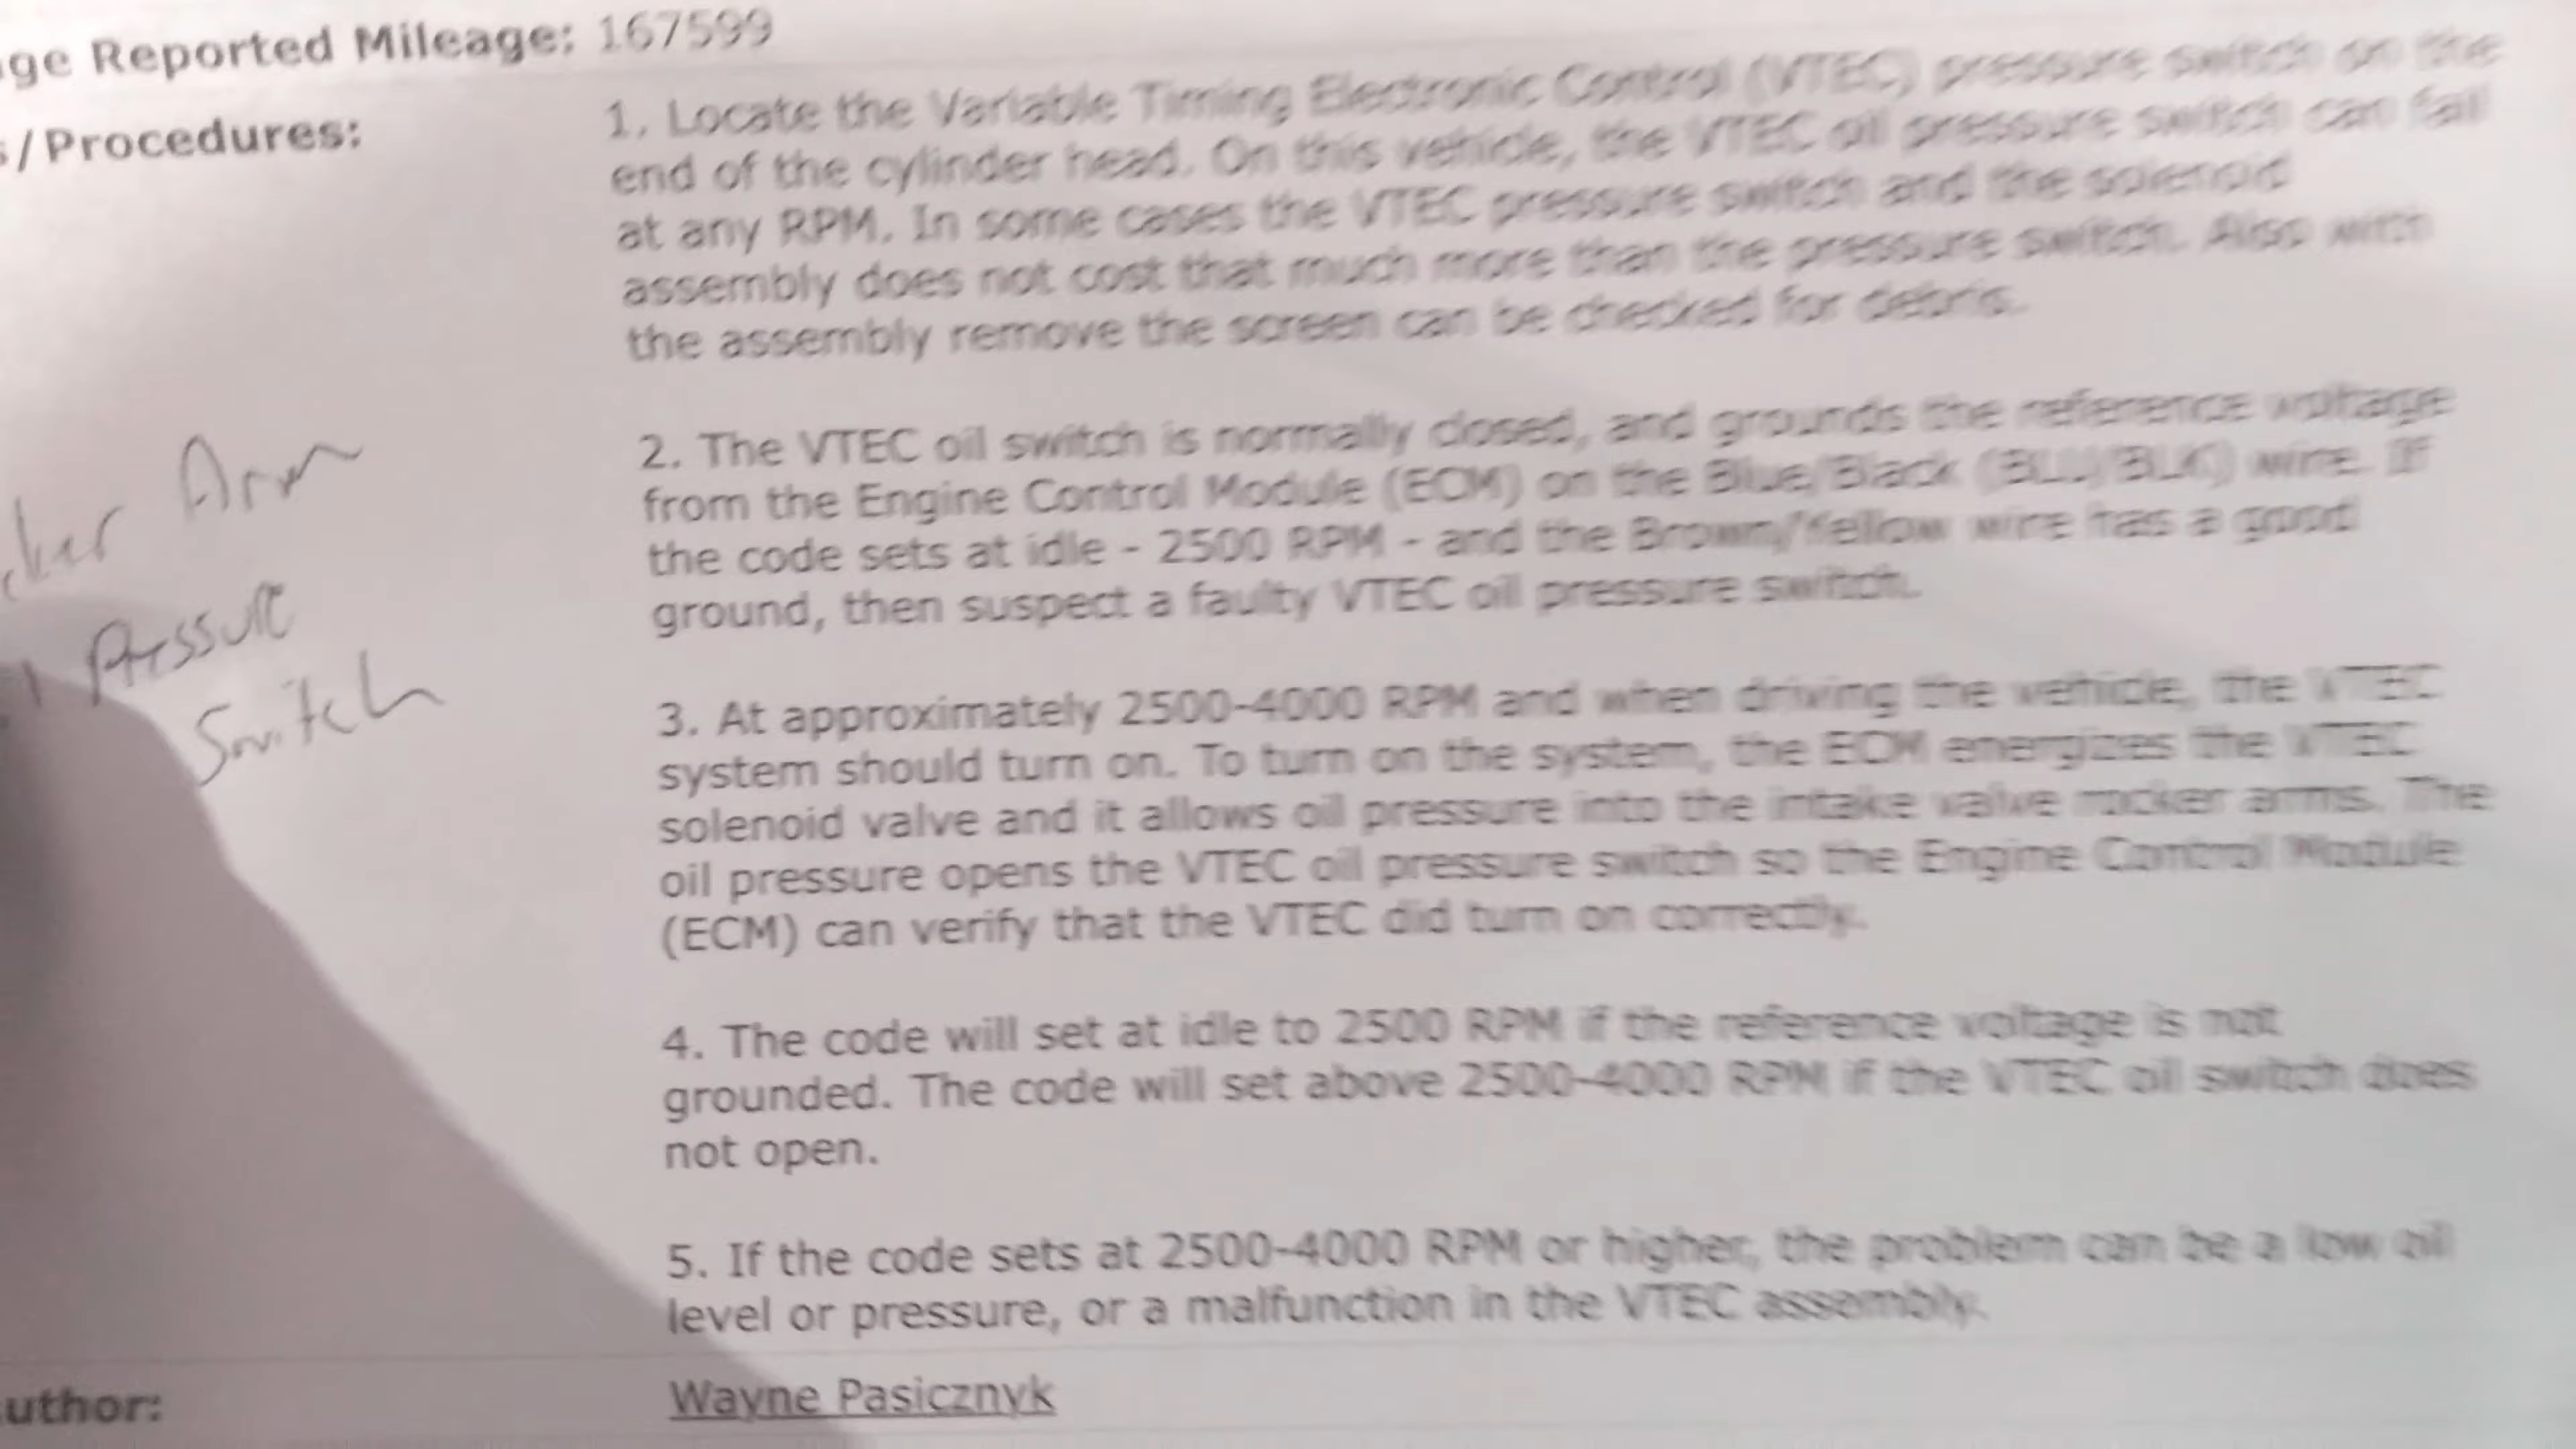 ge Reported Mileage: 167599
s/Procedures:
1. Locate the Variable Timing Electronic Control (VTEC) pressure switch on the
end of the cylinder head. On this vehicle, the VTEC oil pressure switch can fail
at any RPM. In some cases the VTEC pressure switch and the solenoid
assembly does not cost that much more than the pressure switch. Also with
the assembly remove the screen can be checked for debris.
2. The VTEC oil switch is normally closed, and grounds the reference voltage
from the Engine Control Module (ECM) on the Blue/Black (BLU/BLK) wire. If
the code sets at idle - 2500 RPM - and the Brown/Yellow wire has a good
ground, then suspect a faulty VTEC oil pressure switch.
cker Arm
l Pressure
Switch
3. At approximately 2500-4000 RPM and when driving the vehicle, the VTEC
system should turn on. To turn on the system, the ECM energizes the VTEC
solenoid valve and it allows oil pressure into the intake valve rocker arms. The
oil pressure opens the VTEC oil pressure switch so the Engine Control Module
(ECM) can verify that the VTEC did turn on correctly.
4. The code will set at idle to 2500 RPM if the reference voltage is not
grounded. The code will set above 2500-4000 RPM if the VTEC oil switch does
not open.
5. If the code sets at 2500-4000 RPM or higher, the problem can be a low oil
level or pressure, or a malfunction in the VTEC assembly.
uthor:
Wayne Pasicznyk